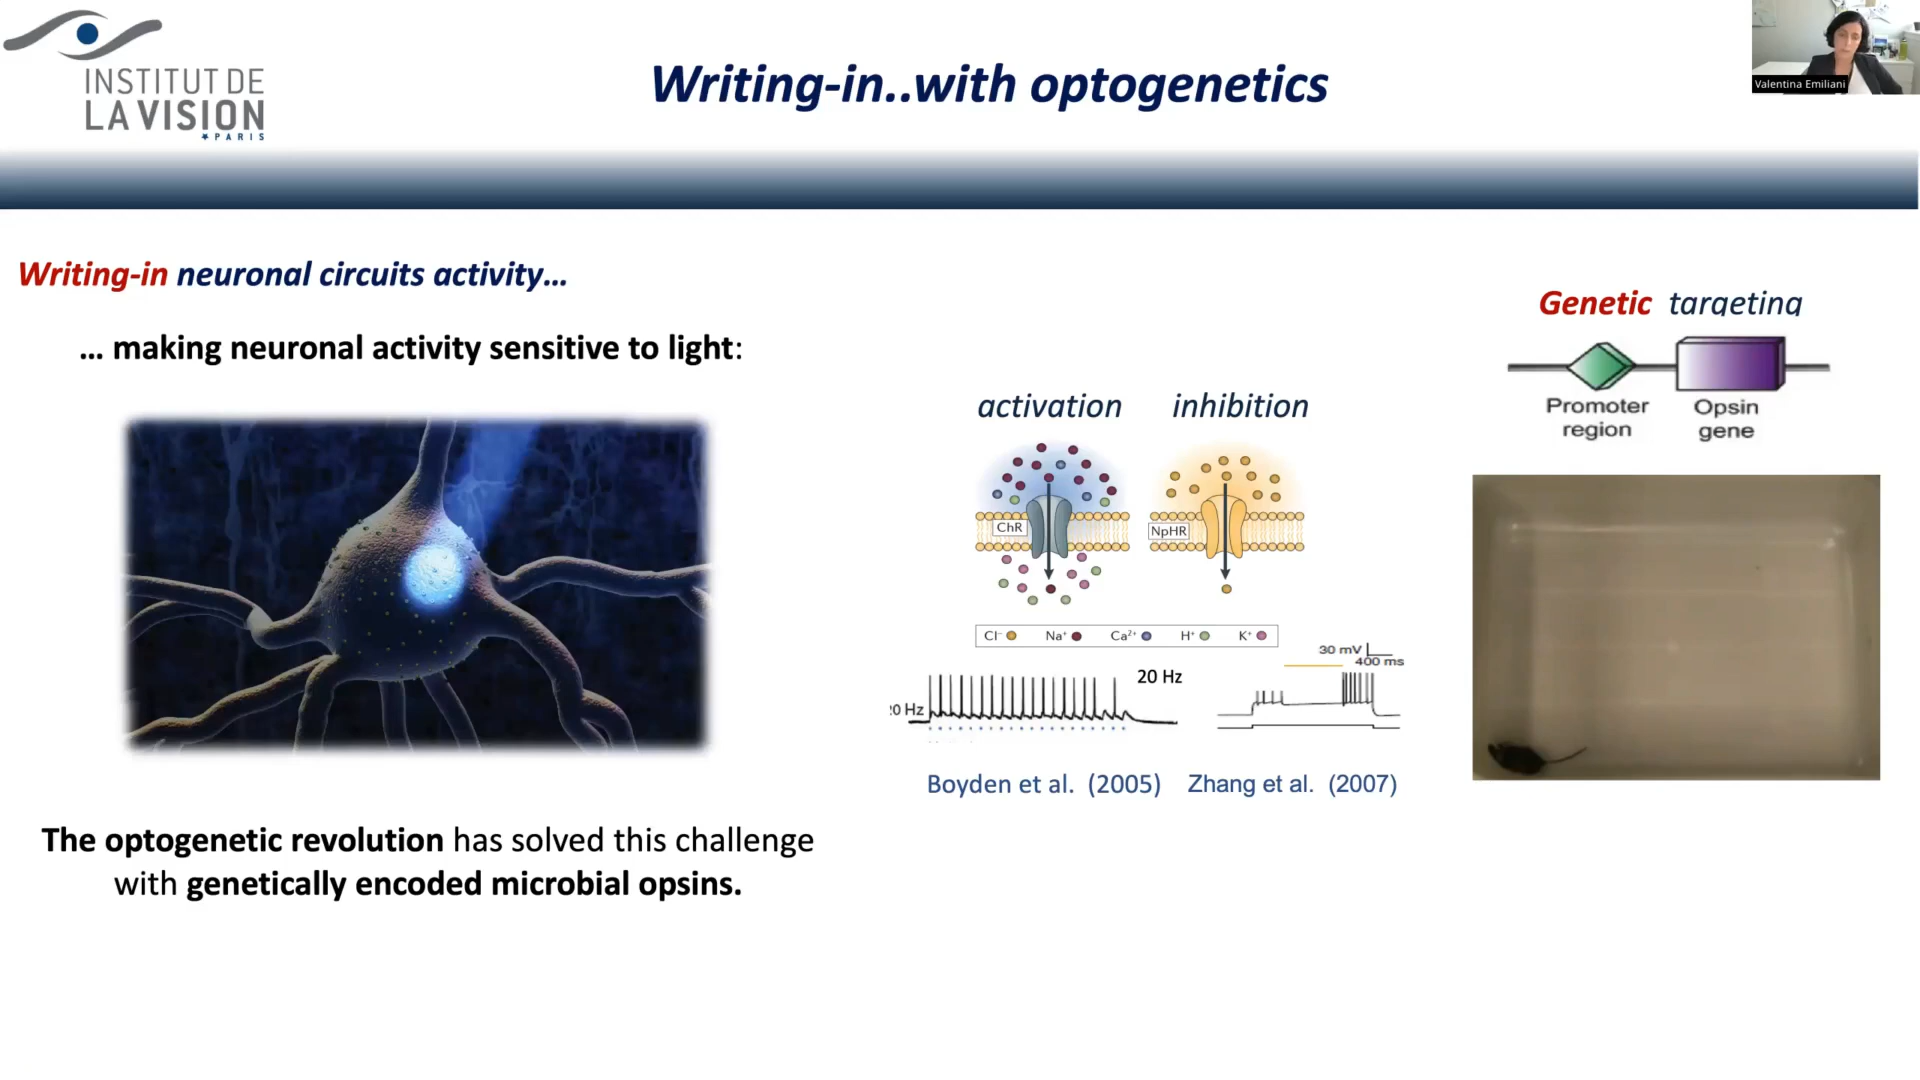 INSTITUT DE
LA VISION
PARIS
Writing-in..with optogenetics
Valentina Emiliani
Writing-in neuronal circuits activity...
... making neuronal activity sensitive to light:
activation
inhibition
ChR
NpHR
Cl⁻
Na⁺
Ca²⁺
H⁺
K⁺
30 mV
400 ms
20 Hz
20 Hz
Boyden et al. (2005)
Zhang et al. (2007)
Genetic targeting
Promoter
region
Opsin
gene
The optogenetic revolution has solved this challenge
with genetically encoded microbial opsins.